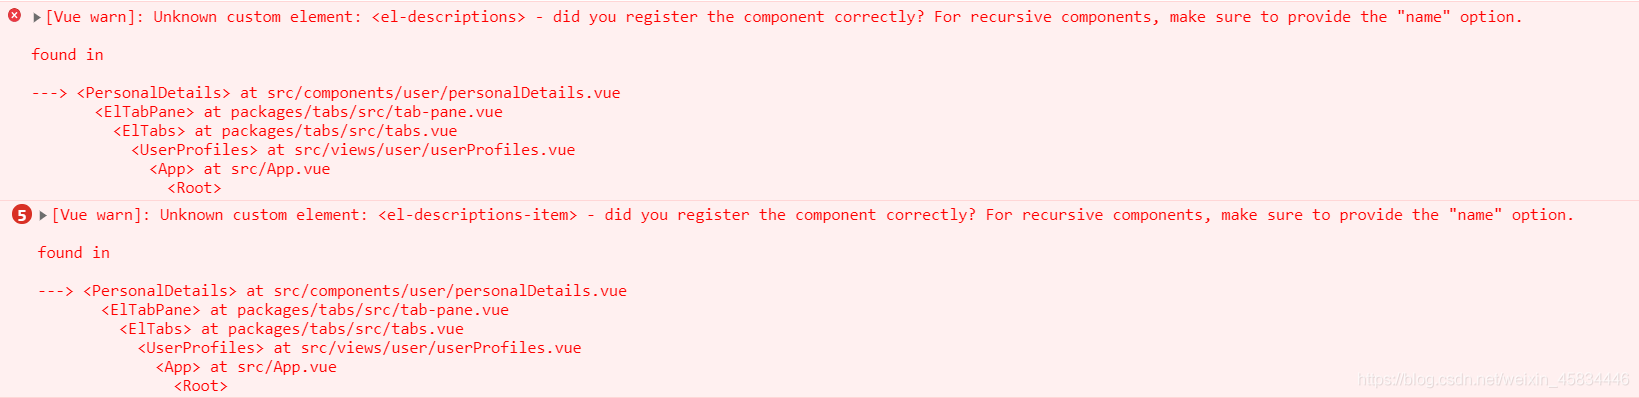 [Vue warn]: Unknown custom element: <el-descriptions> - did you register the component correctly? For recursive components, make sure to provide the "name" option.
found in
---> <PersonalDetails> at src/components/user/personalDetails.vue
<ElTabPane> at packages/tabs/src/tab-pane.vue
<ElTabs> at packages/tabs/src/tabs.vue
<UserProfiles> at src/views/user/userProfiles.vue
<App> at src/App.vue
<Root>
5 [Vue warn]: Unknown custom element: <el-descriptions-item> - did you register the component correctly? For recursive components, make sure to provide the "name" option.
found in
---> <PersonalDetails> at src/components/user/personalDetails.vue
<ElTabPane> at packages/tabs/src/tab-pane.vue
<ElTabs> at packages/tabs/src/tabs.vue
<UserProfiles> at src/views/user/userProfiles.vue
<App> at src/App.vue
https://blog.csdn.net/weixin_45834446
<Root>